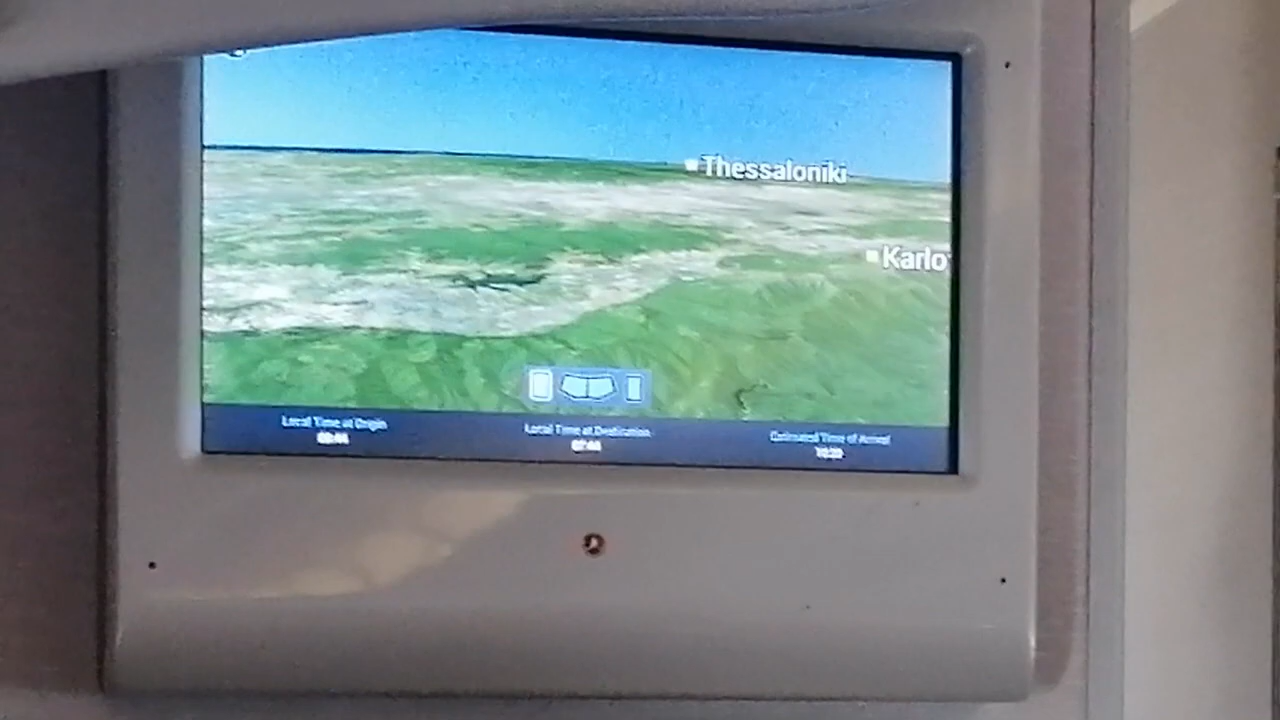 Thessaloniki
Karlo
Local Time at Origin
Local Time at Destination
Estimated Time of Arrival